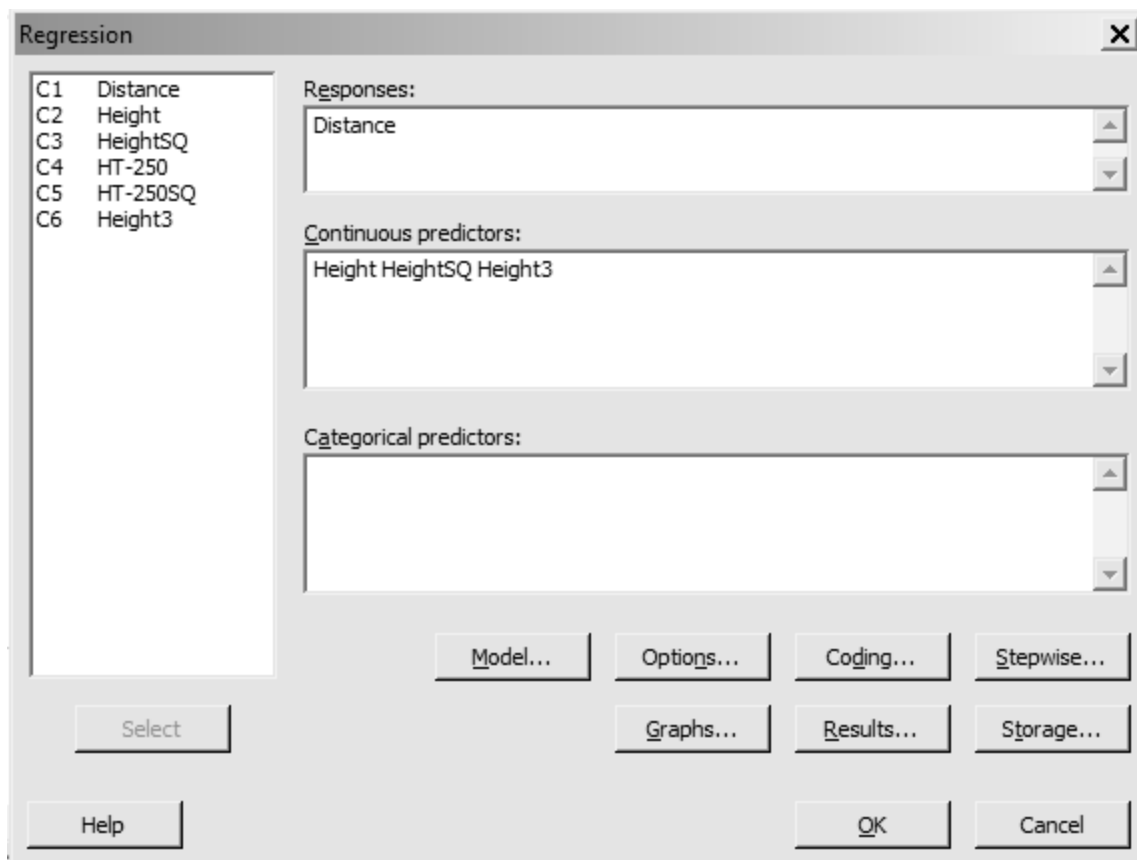 Regression
C1 Distance
C2 Height
C3 HeightSQ
C4 HT-250
C5 HT-250SQ
C6 Height3
Responses:
Distance
Continuous predictors:
Height HeightSQ Height3
Categorical predictors:
Model... Options... Coding... Stepwise...
Select Graphs... Results... Storage...
Help OK Cancel